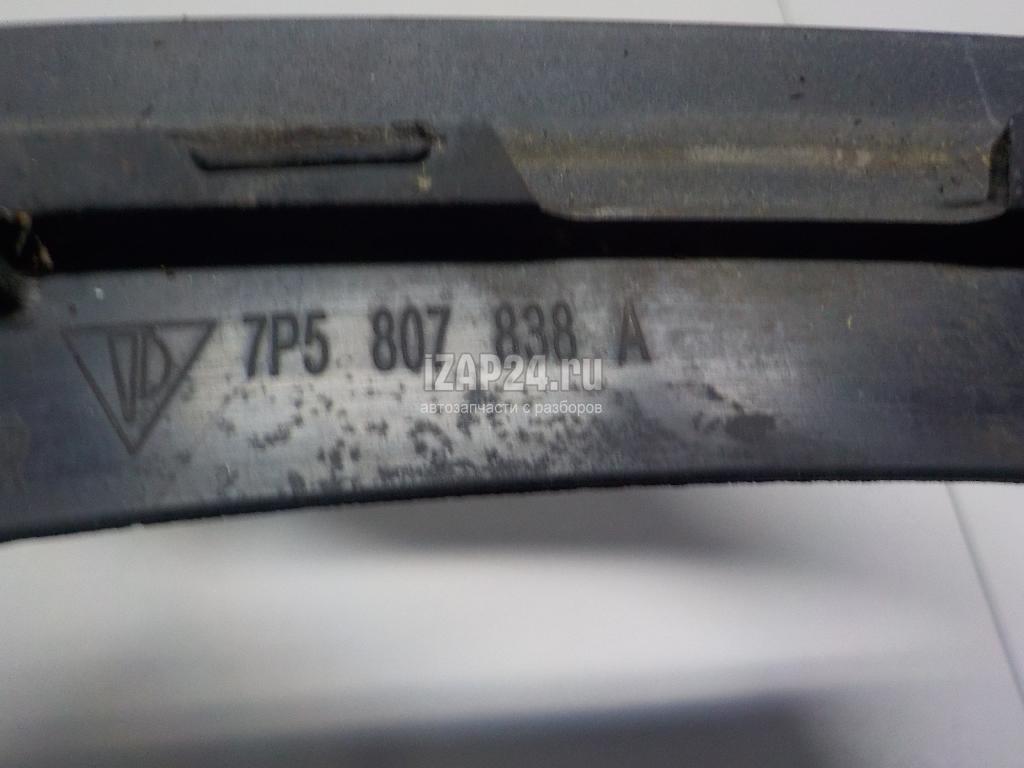 7P5 807 838 A
iZAP24.ru
автозапчасти с разборов